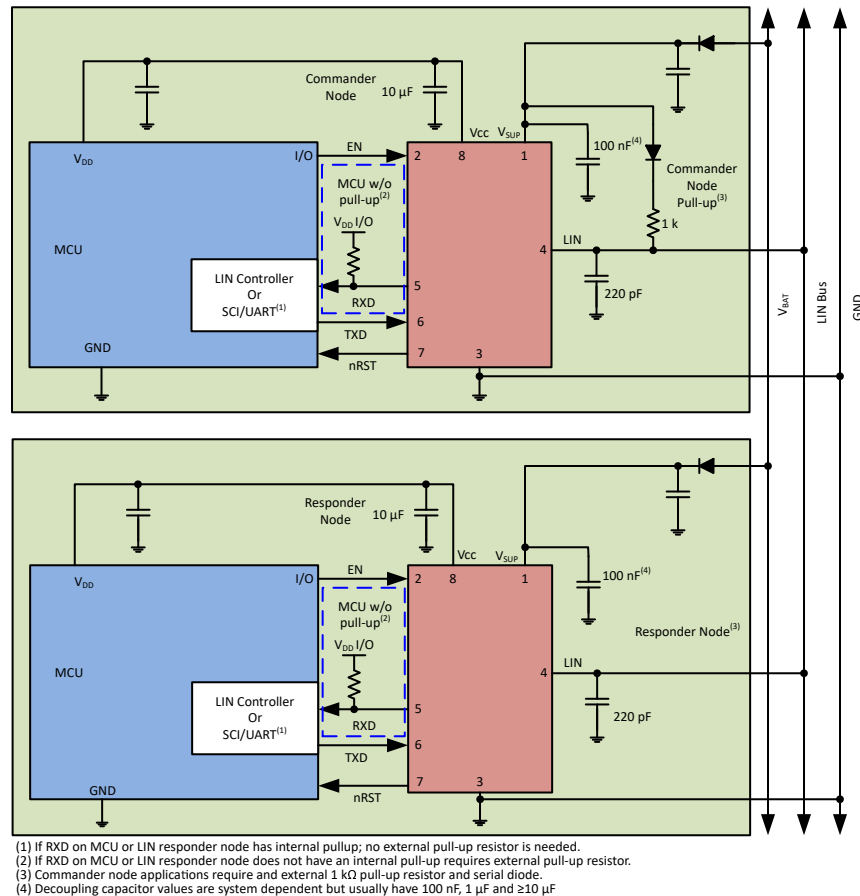 Commander
Node
10 µF
VDD
I/O
EN
2
Vcc
8
VSUP
1
100 nF(4)
Commander
Node
Pull-up(3)
1 k
MCU w/o
pull-up(2)
VDD I/O
MCU
LIN Controller
Or
SCI/UART(1)
5
RXD
6
TXD
7
nRST
GND
3
4
LIN
220 pF
VBAT
LIN Bus
GND
Responder
Node
10 µF
VDD
I/O
EN
2
Vcc
8
VSUP
1
100 nF(4)
Responder Node(3)
MCU w/o
pull-up(2)
VDD I/O
MCU
LIN Controller
Or
SCI/UART(1)
5
RXD
6
TXD
7
nRST
GND
3
4
LIN
220 pF
(1) If RXD on MCU or LIN responder node has internal pullup; no external pull-up resistor is needed.
(2) If RXD on MCU or LIN responder node does not have an internal pull-up requires external pull-up resistor.
(3) Commander node applications require and external 1 kΩ pull-up resistor and serial diode.
(4) Decoupling capacitor values are system dependent but usually have 100 nF, 1 µF and ≥10 µF